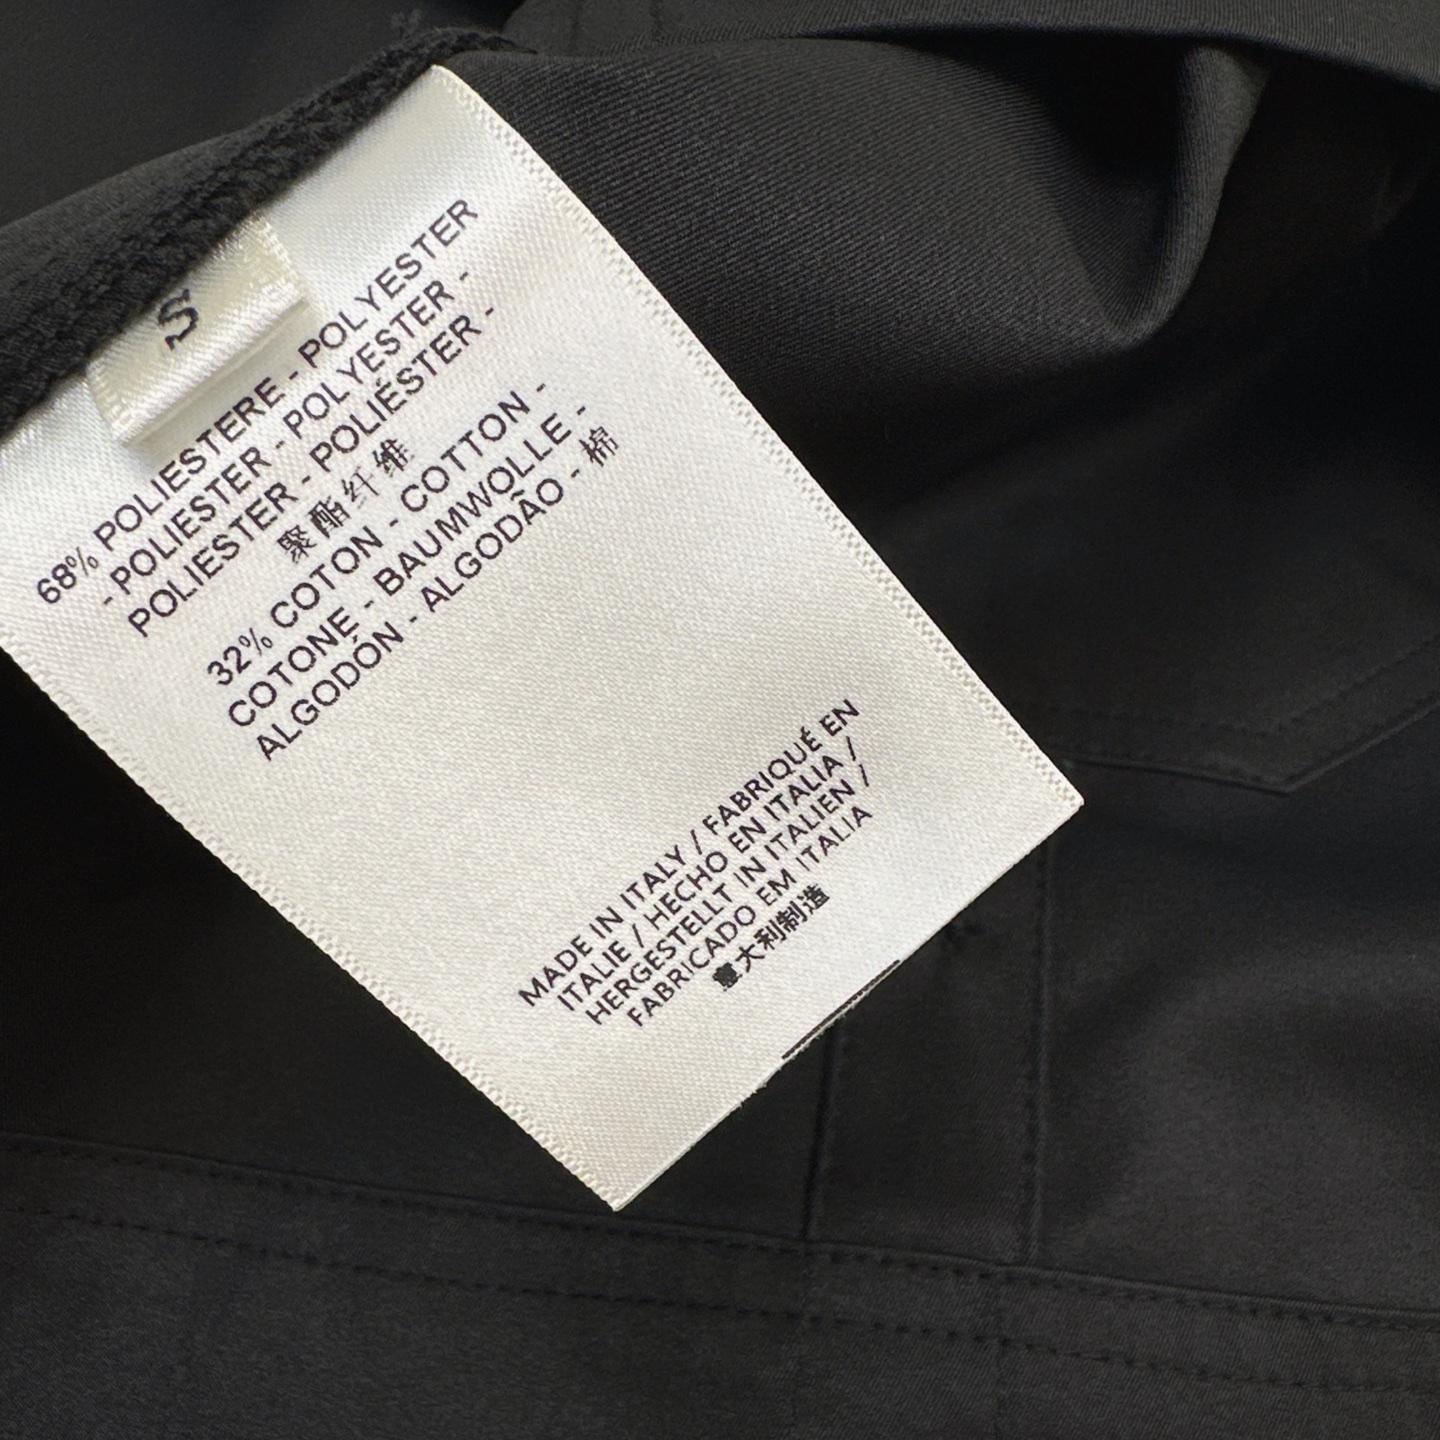 S
68% POLIESTERE - POLYESTER
- POLIESTER - POLYESTER -
POLIESTER - POLIÉSTER -
聚酯纤维
32% COTON - COTTON -
COTONE - BAUMWOLLE -
ALGODÓN - ALGODÃO - 棉
MADE IN ITALY / FABRIQUÉ EN
ITALIE / HECHO EN ITALIA /
HERGESTELLT IN ITALIEN /
FABRICADO EM ITALIA
意大利制造